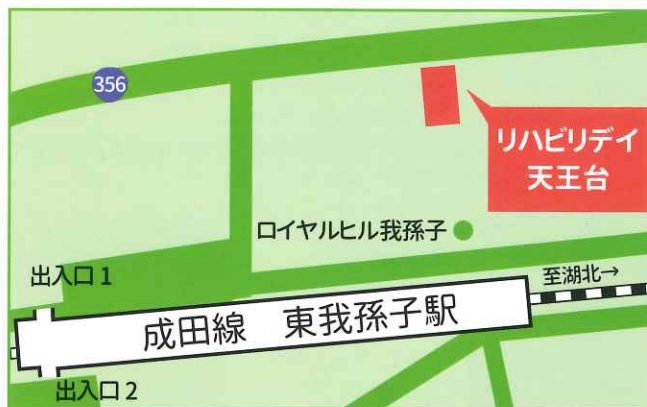 356
リハビリデイ
天王台
ロイヤルヒル我孫子
出入口1
至湖北→
成田線　東我孫子駅
出入口2